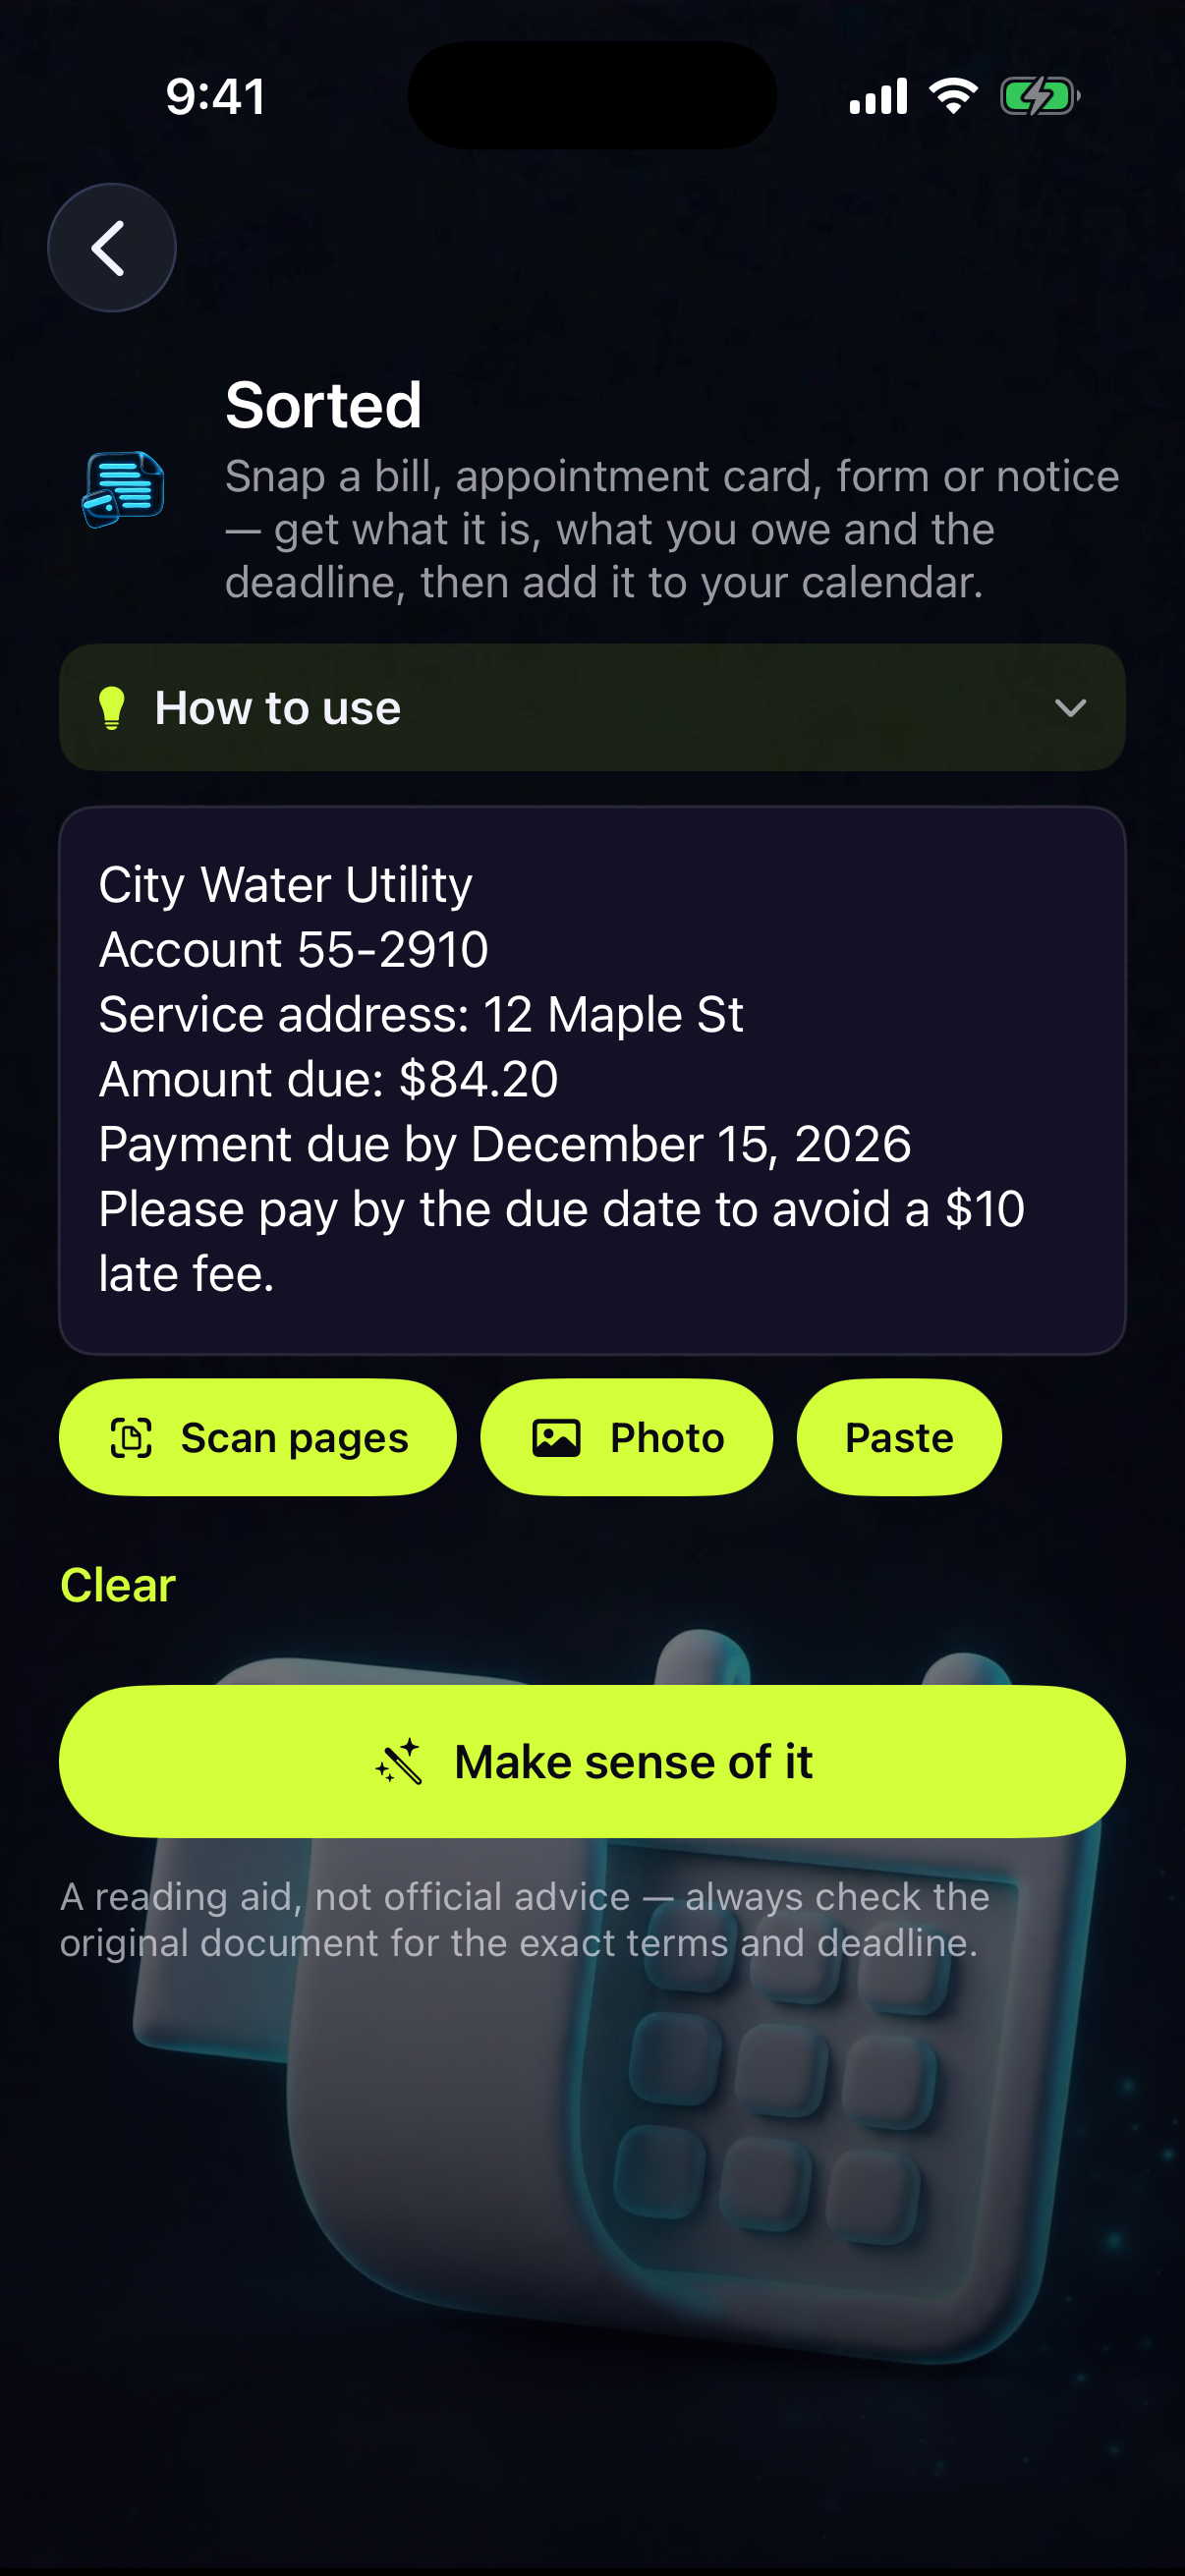 9:41
Sorted
Snap a bill, appointment card, form or notice
— get what it is, what you owe and the
deadline, then add it to your calendar.
How to use
City Water Utility
Account 55-2910
Service address: 12 Maple St
Amount due: $84.20
Payment due by December 15, 2026
Please pay by the due date to avoid a $10
late fee.
Scan pages
Photo
Paste
Clear
Make sense of it
A reading aid, not official advice — always check the
original document for the exact terms and deadline.